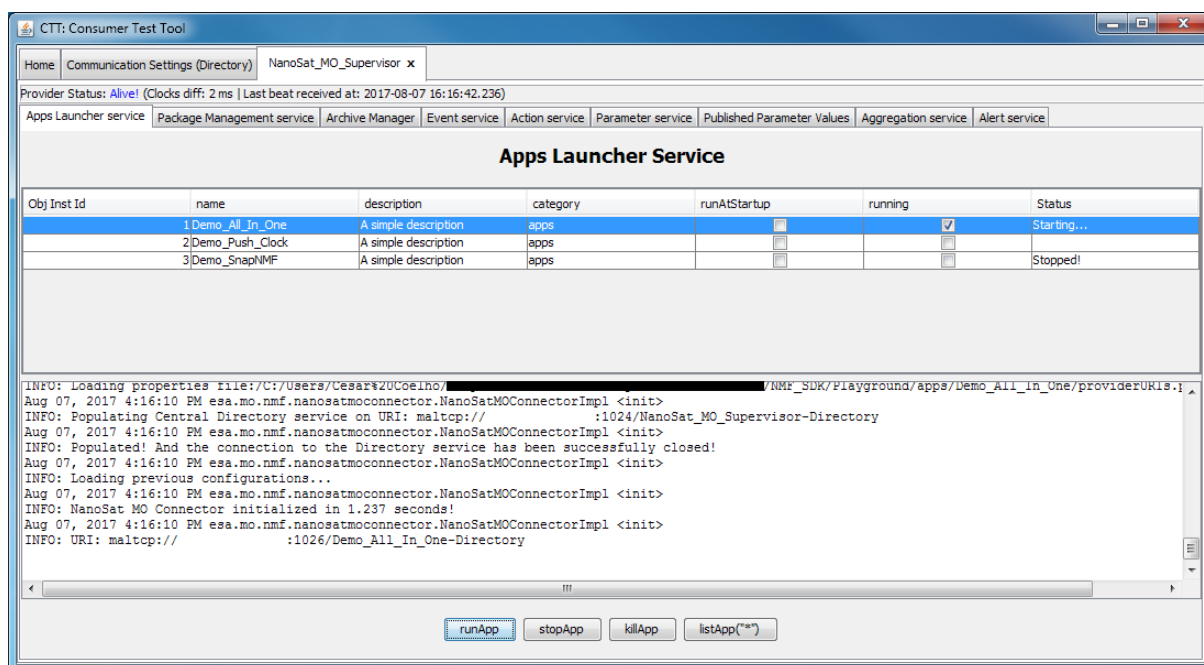 CTT: Consumer Test Tool
Home Communication Settings (Directory) NanoSat_MO_Supervisor x
Provider Status: Alive! (Clocks diff: 2 ms | Last beat received at: 2017-08-07 16:16:42.236)
Apps Launcher service Package Management service Archive Manager Event service Action service Parameter service Published Parameter Values Aggregation service Alert service
Apps Launcher Service
Obj Inst Id name description category runAtStartup running Status
1 Demo_All_In_One A simple description apps Starting...
2 Demo_Push_Clock A simple description apps
3 Demo_SnapNMF A simple description apps Stopped!
INFO: Loading properties file:/C:/Users/Cesar%20Coelho/ /NMF_SDK/Playground/apps/Demo_All_In_One/providerURIs.p
Aug 07, 2017 4:16:10 PM esa.mo.nmf.nanosatmoconnector.NanoSatMOConnectorImpl <init>
INFO: Populating Central Directory service on URI: maltcp:// :1024/NanoSat_MO_Supervisor-Directory
Aug 07, 2017 4:16:10 PM esa.mo.nmf.nanosatmoconnector.NanoSatMOConnectorImpl <init>
INFO: Populated! And the connection to the Directory service has been successfully closed!
Aug 07, 2017 4:16:10 PM esa.mo.nmf.nanosatmoconnector.NanoSatMOConnectorImpl <init>
INFO: Loading previous configurations...
Aug 07, 2017 4:16:10 PM esa.mo.nmf.nanosatmoconnector.NanoSatMOConnectorImpl <init>
INFO: NanoSat MO Connector initialized in 1.237 seconds!
Aug 07, 2017 4:16:10 PM esa.mo.nmf.nanosatmoconnector.NanoSatMOConnectorImpl <init>
INFO: URI: maltcp:// :1026/Demo_All_In_One-Directory
runApp stopApp killApp listApp("*")